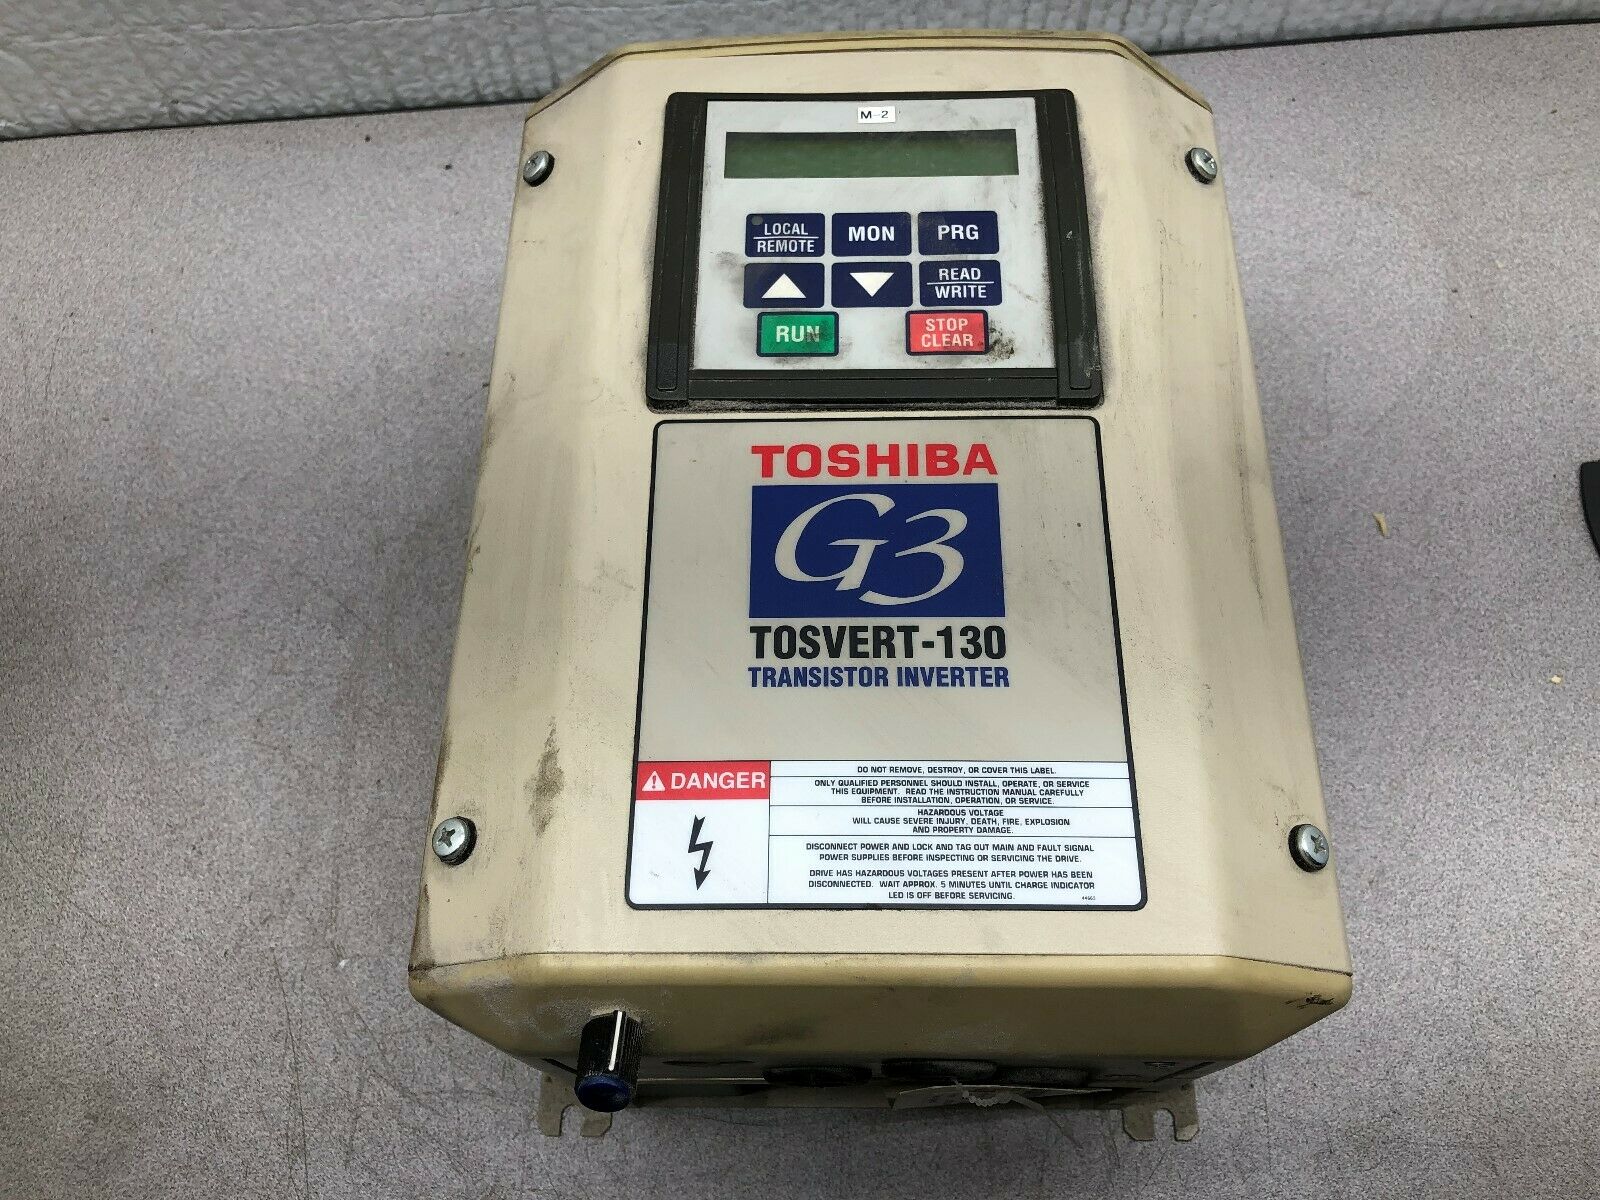 M-2
LOCAL
REMOTE
MON
PRG
READ
WRITE
RUN
STOP
CLEAR
TOSHIBA
G3
TOSVERT-130
TRANSISTOR INVERTER
DANGER
DO NOT REMOVE, DESTROY, OR COVER THIS LABEL.
ONLY QUALIFIED PERSONNEL SHOULD INSTALL, OPERATE, OR SERVICE
THIS EQUIPMENT. READ THE INSTRUCTION MANUAL CAREFULLY
BEFORE INSTALLATION, OPERATION, OR SERVICE.
HAZARDOUS VOLTAGE
WILL CAUSE SEVERE INJURY, DEATH, FIRE, EXPLOSION
AND PROPERTY DAMAGE.
DISCONNECT POWER AND LOCK AND TAG OUT MAIN AND FAULT SIGNAL
POWER SUPPLIES BEFORE INSPECTING OR SERVICING THE DRIVE.
DRIVE HAS HAZARDOUS VOLTAGES PRESENT AFTER POWER HAS BEEN
DISCONNECTED. WAIT APPROX. 5 MINUTES UNTIL CHARGE INDICATOR
LED IS OFF BEFORE SERVICING.